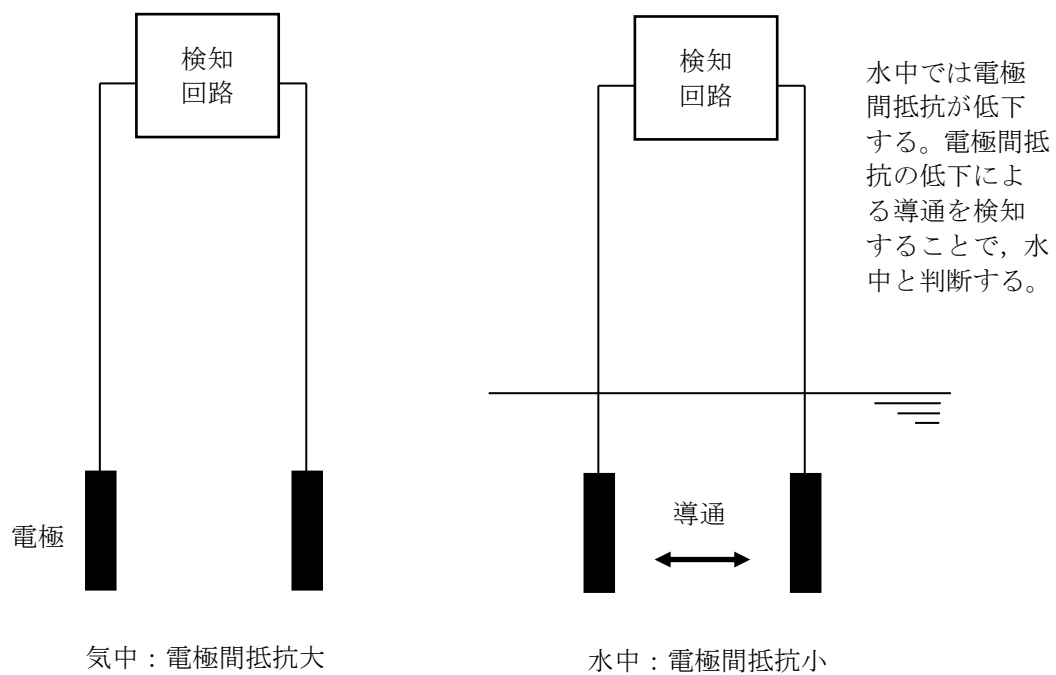 検知
回路
電極
気中：電極間抵抗大
検知
回路
導通
水中：電極間抵抗小
水中では電極
間抵抗が低下
する。電極間抵
抗の低下によ
る導通を検知
することで，水
中と判断する。